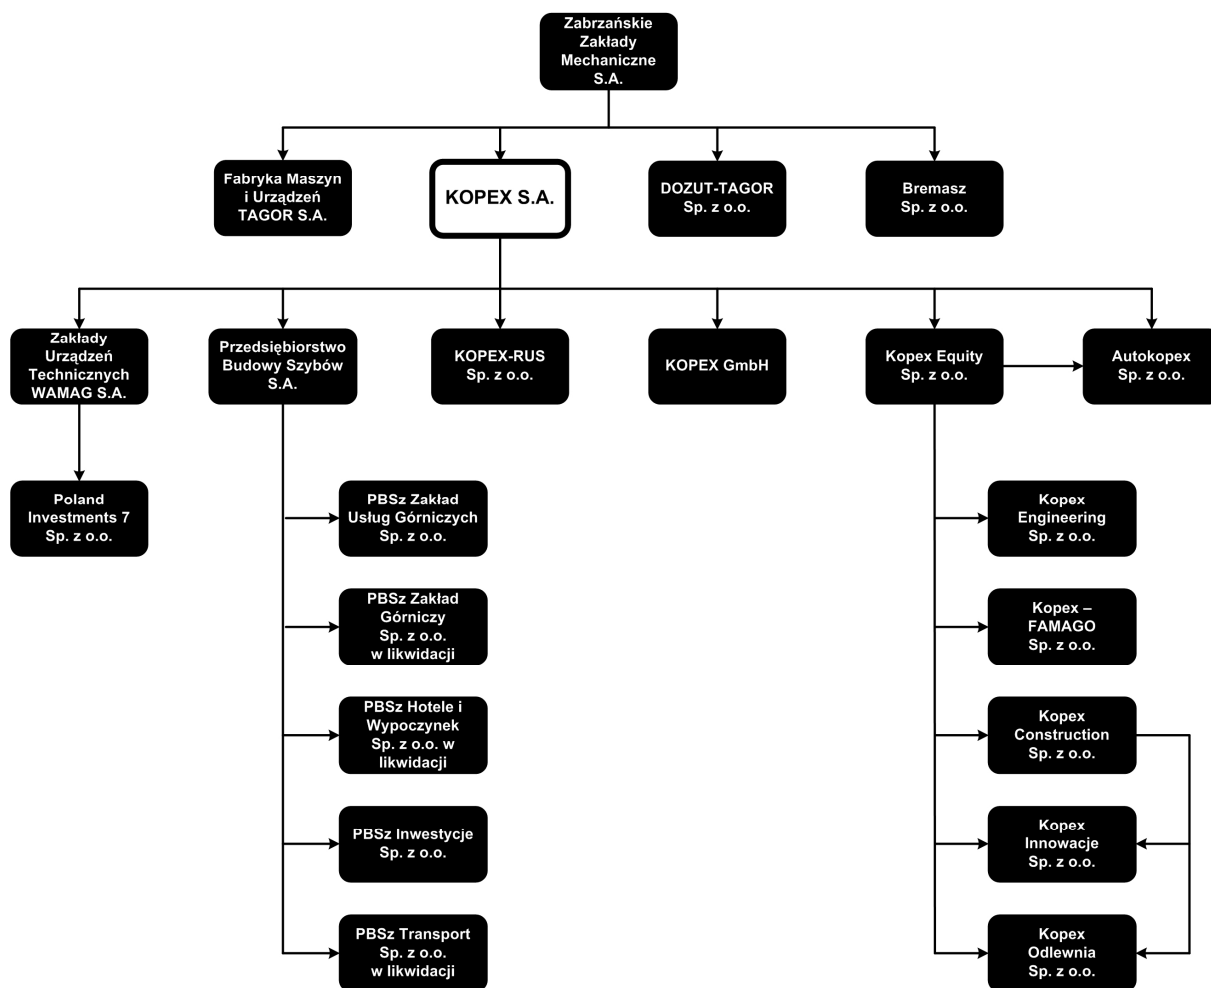 Zabrzańskie
Zakłady
Mechaniczne
S.A.
Fabryka Maszyn
i Urządzeń
TAGOR S.A.
KOPEX S.A.
DOZUT-TAGOR
Sp. z o.o.
Bremasz
Sp. z o.o.
Zakłady
Urządzeń
Technicznych
WAMAG S.A.
Przedsiębiorstwo
Budowy Szybów
S.A.
KOPEX-RUS
Sp. z o.o.
KOPEX GmbH
Kopex Equity
Sp. z o.o.
Autokopex
Sp. z o.o.
Poland
Investments 7
Sp. z o.o.
PBSz Zakład
Usług Górniczych
Sp. z o.o.
PBSz Zakład
Górniczy
Sp. z o.o.
w likwidacji
PBSz Hotele i
Wypoczynek
Sp. z o.o. w
likwidacji
PBSz Inwestycje
Sp. z o.o.
PBSz Transport
Sp. z o.o.
w likwidacji
Kopex
Engineering
Sp. z o.o.
Kopex –
FAMAGO
Sp. z o.o.
Kopex
Construction
Sp. z o.o.
Kopex
Innowacje
Sp. z o.o.
Kopex
Odlewnia
Sp. z o.o.